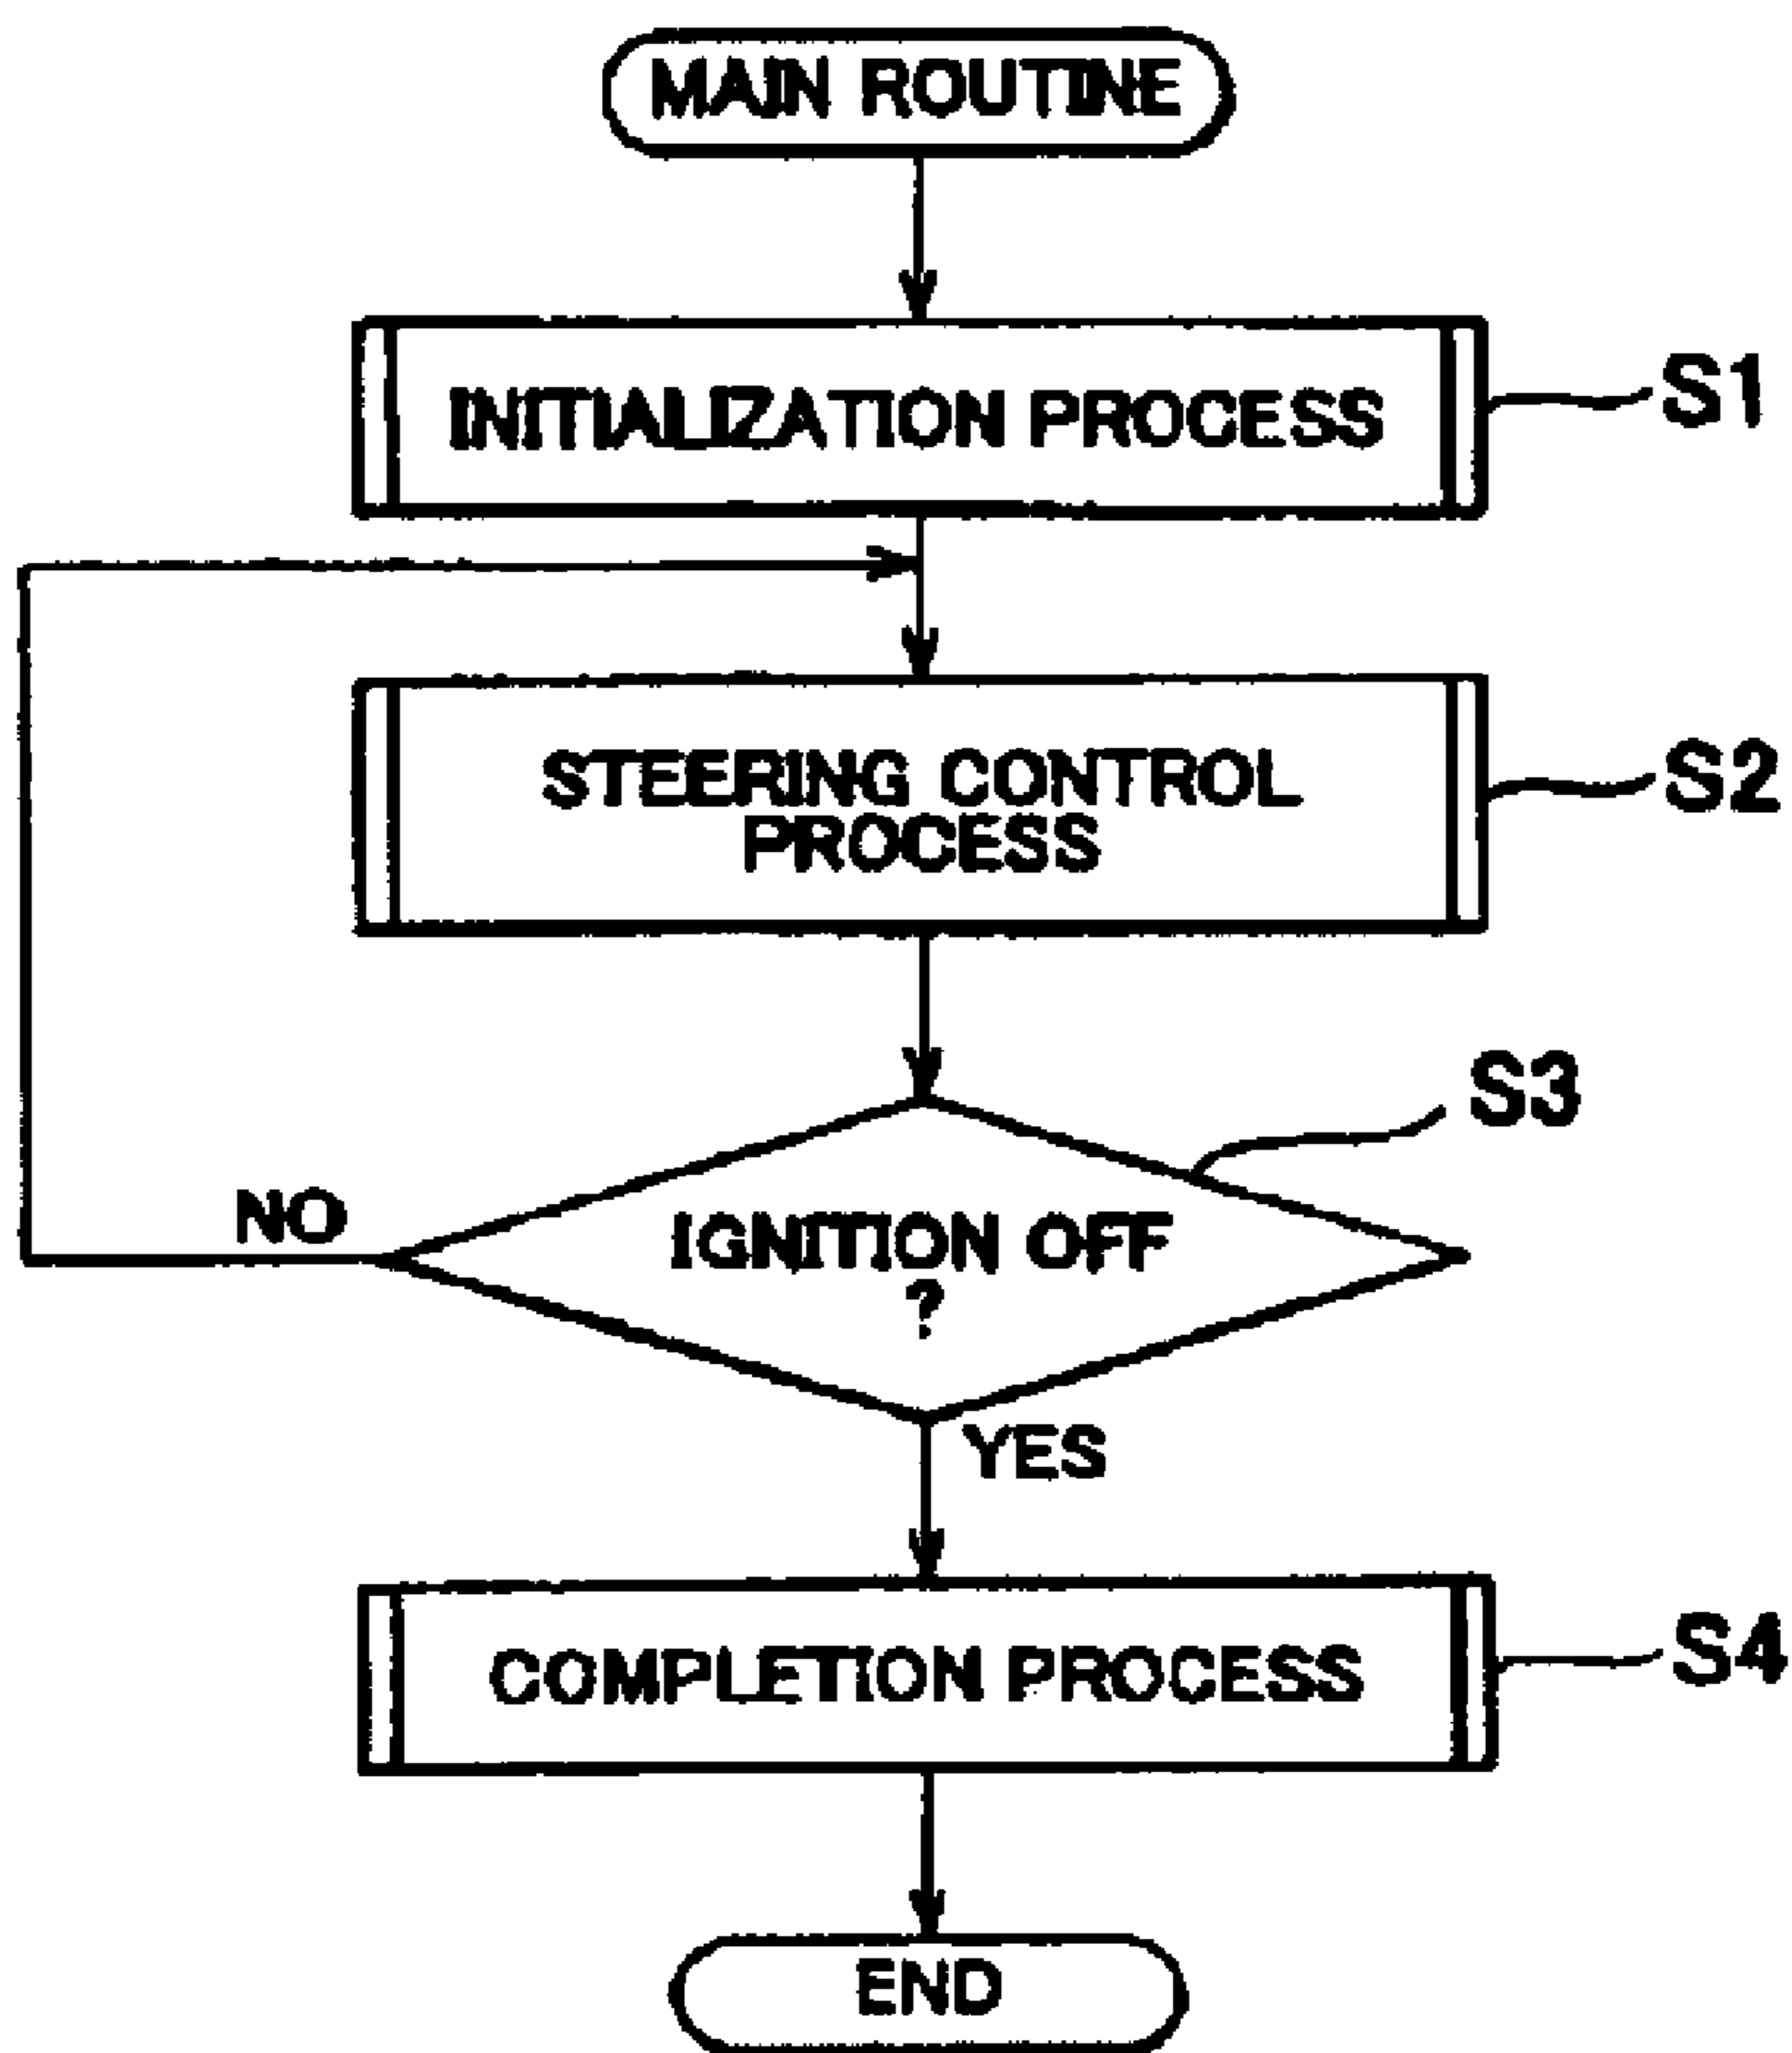 MAIN ROUTINE
INITIALIZATION PROCESS
S1
STEERING CONTROL
PROCESS
S2
S3
NO
IGNITION OFF
?
YES
COMPLETION PROCESS
S4
END